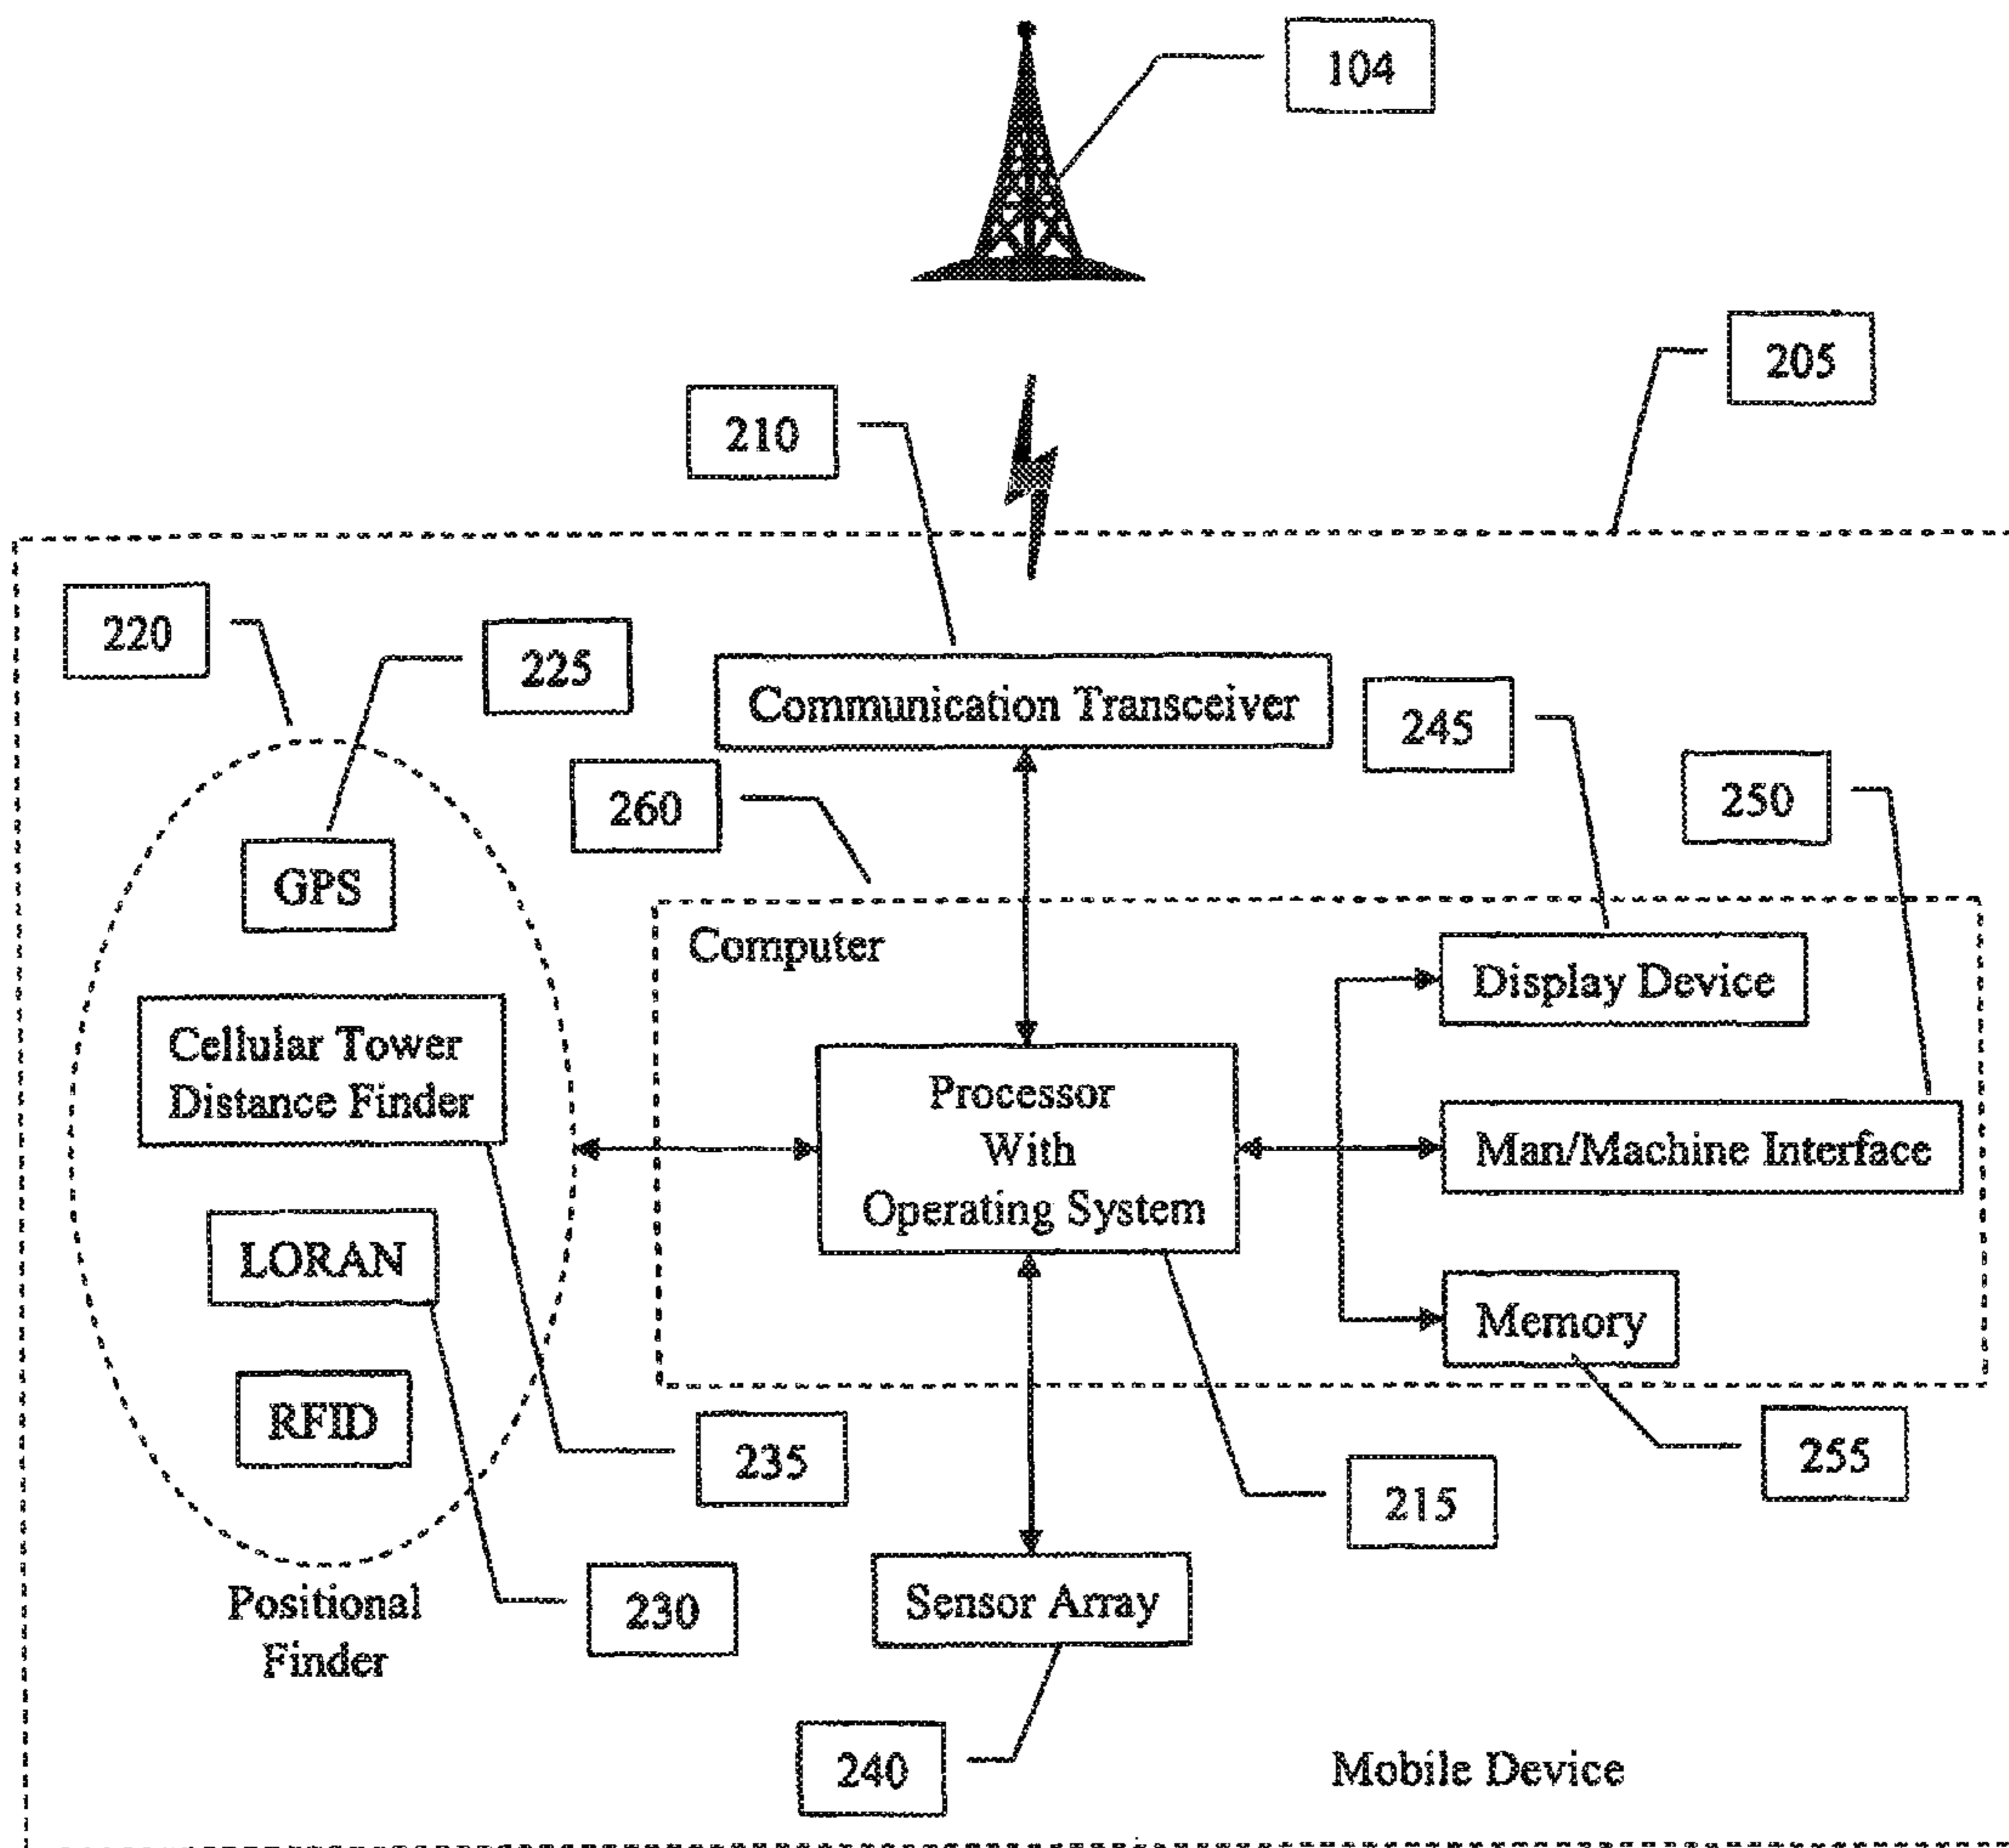 104
205
210
220
225
Communication Transceiver
245
250
260
GPS
Computer
Display Device
Cellular Tower
Distance Finder
Processor
With
Operating System
Man/Machine Interface
LORAN
Memory
RFID
235
255
215
Positional
Finder
230
Sensor Array
240
Mobile Device